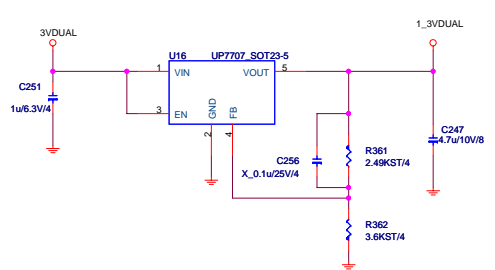 1_3VDUAL
3VDUAL
U16 UP7707_SOT23-5
1 VIN VOUT 5
C251
1u/6.3V/4
3 EN
GND
FB
2
4
C247
4.7u/10V/8
C256
X_0.1u/25V/4
R361
2.49KST/4
R362
3.6KST/4